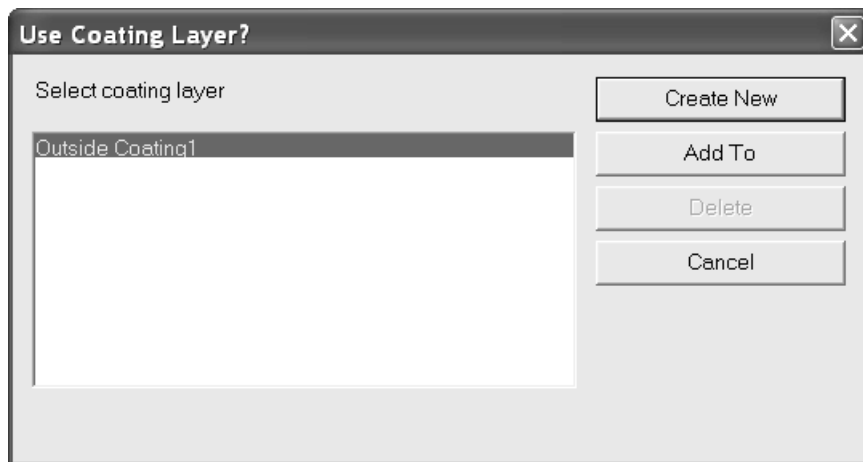 Use Coating Layer?
Select coating layer
Create New
Outside Coating1
Add To
Delete
Cancel